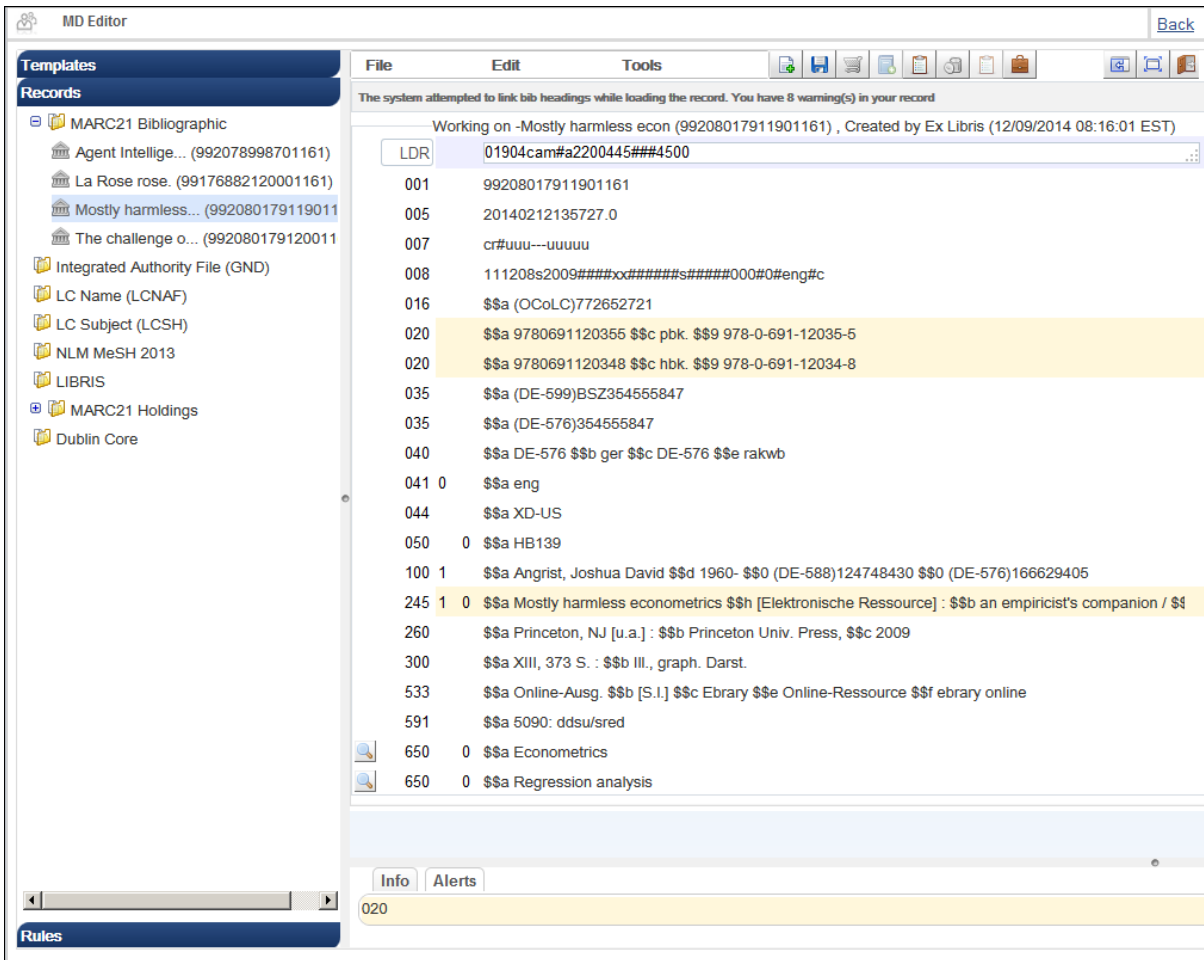 MD Editor
Back
Templates
Records
MARC21 Bibliographic
Agent Intellige... (992078998701161)
La Rose rose. (99176882120001161)
Mostly harmless... (992080179119011
The challenge o... (992080179120011
Integrated Authority File (GND)
LC Name (LCNAF)
LC Subject (LCSH)
NLM MeSH 2013
LIBRIS
MARC21 Holdings
Dublin Core
Rules
File Edit Tools
The system attempted to link bib headings while loading the record. You have 8 warning(s) in your record
Working on -Mostly harmless econ (99208017911901161) , Created by Ex Libris (12/09/2014 08:16:01 EST)
LDR 01904cam#a2200445###4500
001 99208017911901161
005 20140212135727.0
007 cr#uuu---uuuuu
008 111208s2009####xx######s#####000#0#eng#c
016 $$a (OCoLC)772652721
020 $$a 9780691120355 $$c pbk. $$9 978-0-691-12035-5
020 $$a 9780691120348 $$c hbk. $$9 978-0-691-12034-8
035 $$a (DE-599)BSZ354555847
035 $$a (DE-576)354555847
040 $$a DE-576 $$b ger $$c DE-576 $$e rakwb
041 0 $$a eng
044 $$a XD-US
050 0 $$a HB139
100 1 $$a Angrist, Joshua David $$d 1960- $$0 (DE-588)124748430 $$0 (DE-576)166629405
245 1 0 $$a Mostly harmless econometrics $$h [Elektronische Ressource] : $$b an empiricist's companion / $$
260 $$a Princeton, NJ [u.a.] : $$b Princeton Univ. Press, $$c 2009
300 $$a XIII, 373 S. : $$b Ill., graph. Darst.
533 $$a Online-Ausg. $$b [S.l.] $$c Ebrary $$e Online-Ressource $$f ebrary online
591 $$a 5090: ddsu/sred
650 0 $$a Econometrics
650 0 $$a Regression analysis
Info Alerts
020